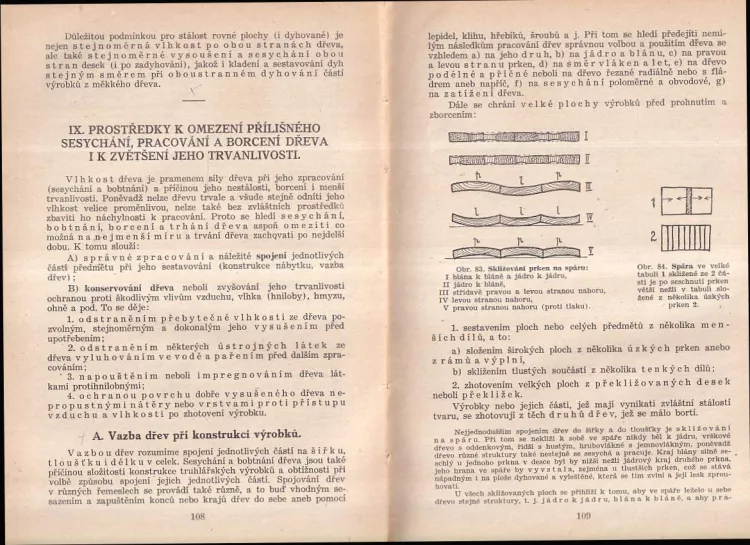 Důležitou podmínkou pro stálost rovné plochy (i dyhované) je
nejen stejnoměrná vlhkost po obou stranách dřeva,
ale také stejnoměrné vysoušení a sesychání obou
stran desek (i po zadyhování), jakož i kladení a sestavování dyh
stejným směrem při oboustranném dyhování částí
výrobků z měkkého dřeva.
IX. PROSTŘEDKY K OMEZENÍ PŘÍLIŠNÉHO
SESYCHÁNÍ, PRACOVÁNÍ A BORCENÍ DŘEVA
I K ZVĚTŠENÍ JEHO TRVANLIVOSTI.
Vlhkost dřeva je pramenem síly dřeva při jeho zpracování
(sesychání a bobtnání) a příčinou jeho nestálosti, borcení i menší
trvanlivosti. Poněvadž nelze dřevu trvale a všude stejně odníti jeho
vlhkost velice proměnlivou, nelze také bez zvláštních prostředků
zbaviti ho náchylnosti k pracování. Proto se hledí sesychání,
bobtnání, borcení a trhání dřeva aspoň omeziti co
možná na nejmenší míru a trvání dřeva zachovati po nejdelší
dobu. K tomu slouží:
A) správné zpracování a náležité spojení jednotlivých
částí předmětu při jeho sestavování (konstrukce nábytku, vazba
dřev);
B) konservování dřeva neboli zvyšování jeho trvanlivosti
ochranou proti škodlivým vlivům vzduchu, vlhka (hniloby), hmyzu,
ohně a pod. To se děje:
1. odstraněním přebytečné vlhkosti ze dřeva po-
zvolným, stejnoměrným a dokonalým jeho vysušením před
upotřebením;
2. odstraněním některých ústrojných látek ze
dřeva vyluhováním ve vodě a pařením před dalším zpra-
cováním;
3. napouštěním neboli impregnováním dřeva lát-
kami protihnilobnými;
4. ochranou povrchu dobře vysušeného dřeva ne-
propustnými nátěry nebo vrstvami proti přístupu
vzduchu a vlhkosti po zhotovení výrobku.
A. Vazba dřev při konstrukci výrobků.
Vazbou dřev rozumíme spojení jednotlivých částí na šířku,
tloušťku i délku v celek. Sesychání a bobtnání dřeva jsou také
příčinou složitosti konstrukce truhlářských výrobků a obtížnosti při
volbě způsobu spojení jejich jednotlivých částí. Spojování dřev
v různých řemeslech se provádí také různě, a to buď vhodným se-
sazením a zapuštěním konců nebo krajů dřev do sebe aneb pomocí
108
lepidel, klihu, hřebíků, šroubů a j. Při tom se hledí předejíti nemi-
lým následkům pracování dřev správnou volbou a použitím dřeva se
vzhledem a) na jeho druh, b) na jádro a blánu, c) na pravou
a levou stranu prken, d) na směr vláken a let, e) na dřevo
podélné a příčné neboli na dřevo řezané radiálně nebo s flá-
drem aneb napříč, f) na sesychání poloměrné a obvodové, g)
na zatížení dřeva.
Dále se chrání velké plochy výrobků před prohnutím a
zborcením:
I
II
p l p
III
l l l
IV
p p p
V
1
2
Obr. 83. Skližování prken na spáru:
I blána k bláně a jádro k jádru,
II jádro k bláně,
III střídavě pravou a levou stranou nahoru,
IV levou stranou nahoru,
V pravou stranou nahoru (proti tlaku).
Obr. 84. Spára ve velké
tabuli 1 sklížené ze 2 čá-
stí je po seschnutí prken
větší nežli v tabuli slo-
žené z několika úzkých
prken 2.
1. sestavením ploch nebo celých předmětů z několika men-
ších dílů, a to:
a) složením širokých ploch z několika úzkých prken anebo
z rámů a výplní,
b) sklížením tlustých součástí z několika tenkých dílů;
2. zhotovením velkých ploch z překližovaných desek
neboli překližek.
Výrobky nebo jejich části, jež mají vynikati zvláštní stálostí
tvaru, se zhotovují z těch druhů dřev, jež se málo bortí.
Nejjednodušším spojením dřev do šířky a do tloušťky je skližování
na spáru. Při tom se neklíží k sobě ve spáře nikdy běl k jádru, vrškové
dřevo s oddenkovým, řídší a hustým, hrubovlákné s jemnovlákným, poněvadž
dřevo různé struktury také nestejně se sesychá a pracuje. Kraj blány silně se-
schlý u jednoho prkna v desce byl by nižší nežli jádrový kraj druhého prkna,
jeho hrana ve spáře by vyvstala, zejména u tlustších prken, což se stává
nápadným i na ploše dyhované a vyleštěné, která se tím zvlní a její lesk zprou-
hovatí.
U všech skližovaných ploch se přihlíží k tomu, aby ve spáře leželo u sebe
dřevo stejné struktury, t. j. jádro k jádru, blána k bláně, a aby pra-
109